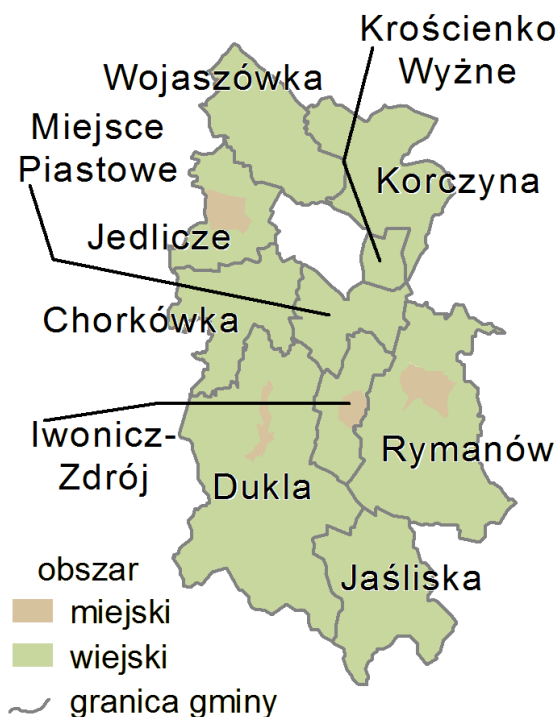 Krościenko
Wyżne
Wojaszówka
Miejsce
Piastowe
Korczyna
Jedlicze
Chorkówka
Iwonicz-
Zdrój
Rymanów
Dukla
Jaśliska
obszar
miejski
wiejski
granica gminy